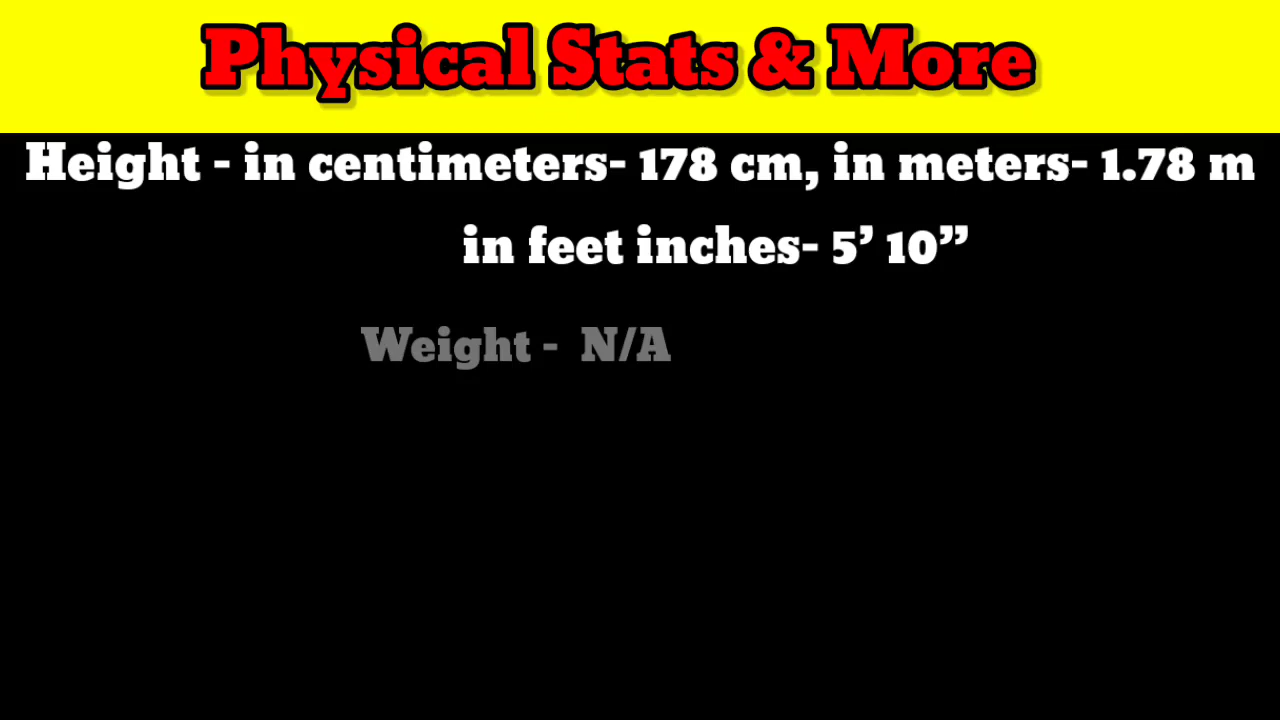 Physical Stats & More
Height - in centimeters- 178 cm, in meters- 1.78 m
in feet inches- 5’ 10”
Weight - N/A